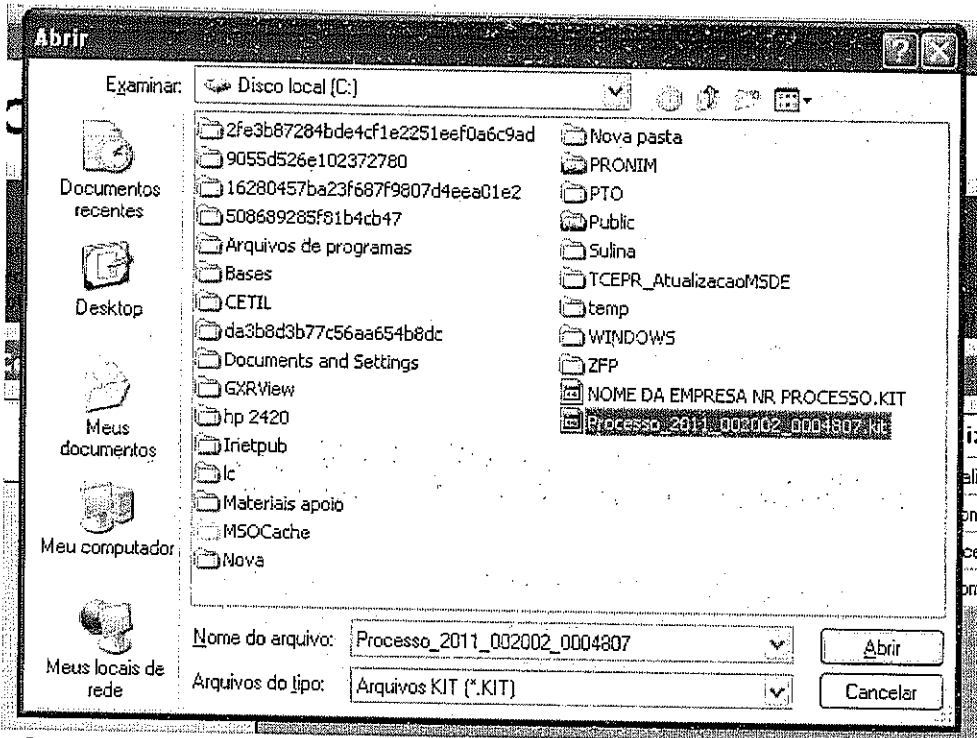 Abrir
Examinar:
Disco local (C:)
Documentos
recentes
Desktop
Meus
documentos
Meu computador
Meus locais de
rede
2fe3b87284bde4cf1e2251eef0a6c9ad
9055d526e102372780
16280457ba23f687f9807d4eea01e2
508689285f81b4cb47
Arquivos de programas
Bases
CETIL
da3b8d3b77c56aa654b8dc
Documents and Settings
GXRView
hp 2420
Inetpub
lc
Materiais apoio
MSOCache
Nova
Nova pasta
PRONIM
PTO
Public
Sulina
TCEPR_AtualizacaoMSDE
temp
WINDOWS
ZFP
NOME DA EMPRESA NR PROCESSO.KIT
Processo_2011_002002_0004807.kit
Nome do arquivo:
Processo_2011_002002_0004807
Abrir
Arquivos do tipo:
Arquivos KIT (*.KIT)
Cancelar